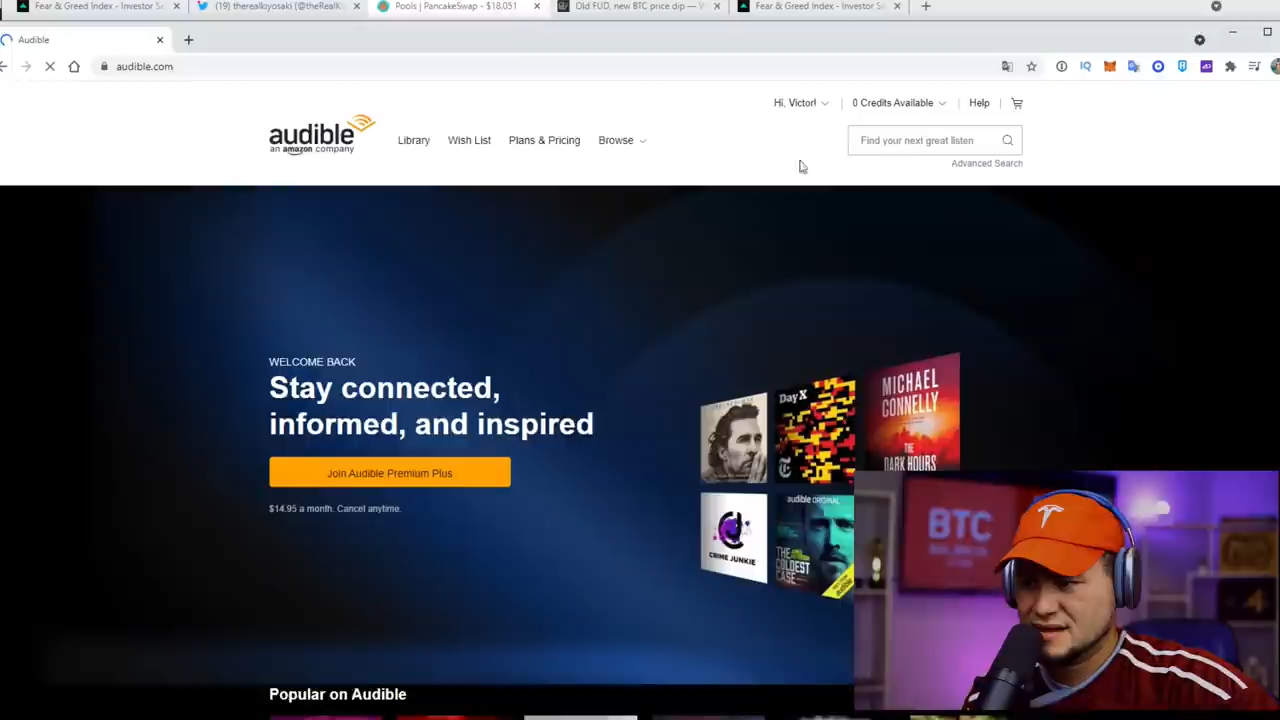 Fear & Greed Index - Investor Se
(19) therealkiyosaki (@theRealKi
Pools | PancakeSwap - $18.051
Old FUD, new BTC price dip —
Fear & Greed Index - Investor Se
Audible
audible.com
Hi, Victor!
0 Credits Available
Help
audible
an amazon company
Library
Wish List
Plans & Pricing
Browse
Find your next great listen
Advanced Search
WELCOME BACK
Stay connected,
informed, and inspired
Join Audible Premium Plus
$14.95 a month. Cancel anytime.
Day X
MICHAEL
CONNELLY
THE
DARK HOURS
CRIME JUNKIE
audible ORIGINAL
THE
COLDEST
CASE
BTC
Popular on Audible